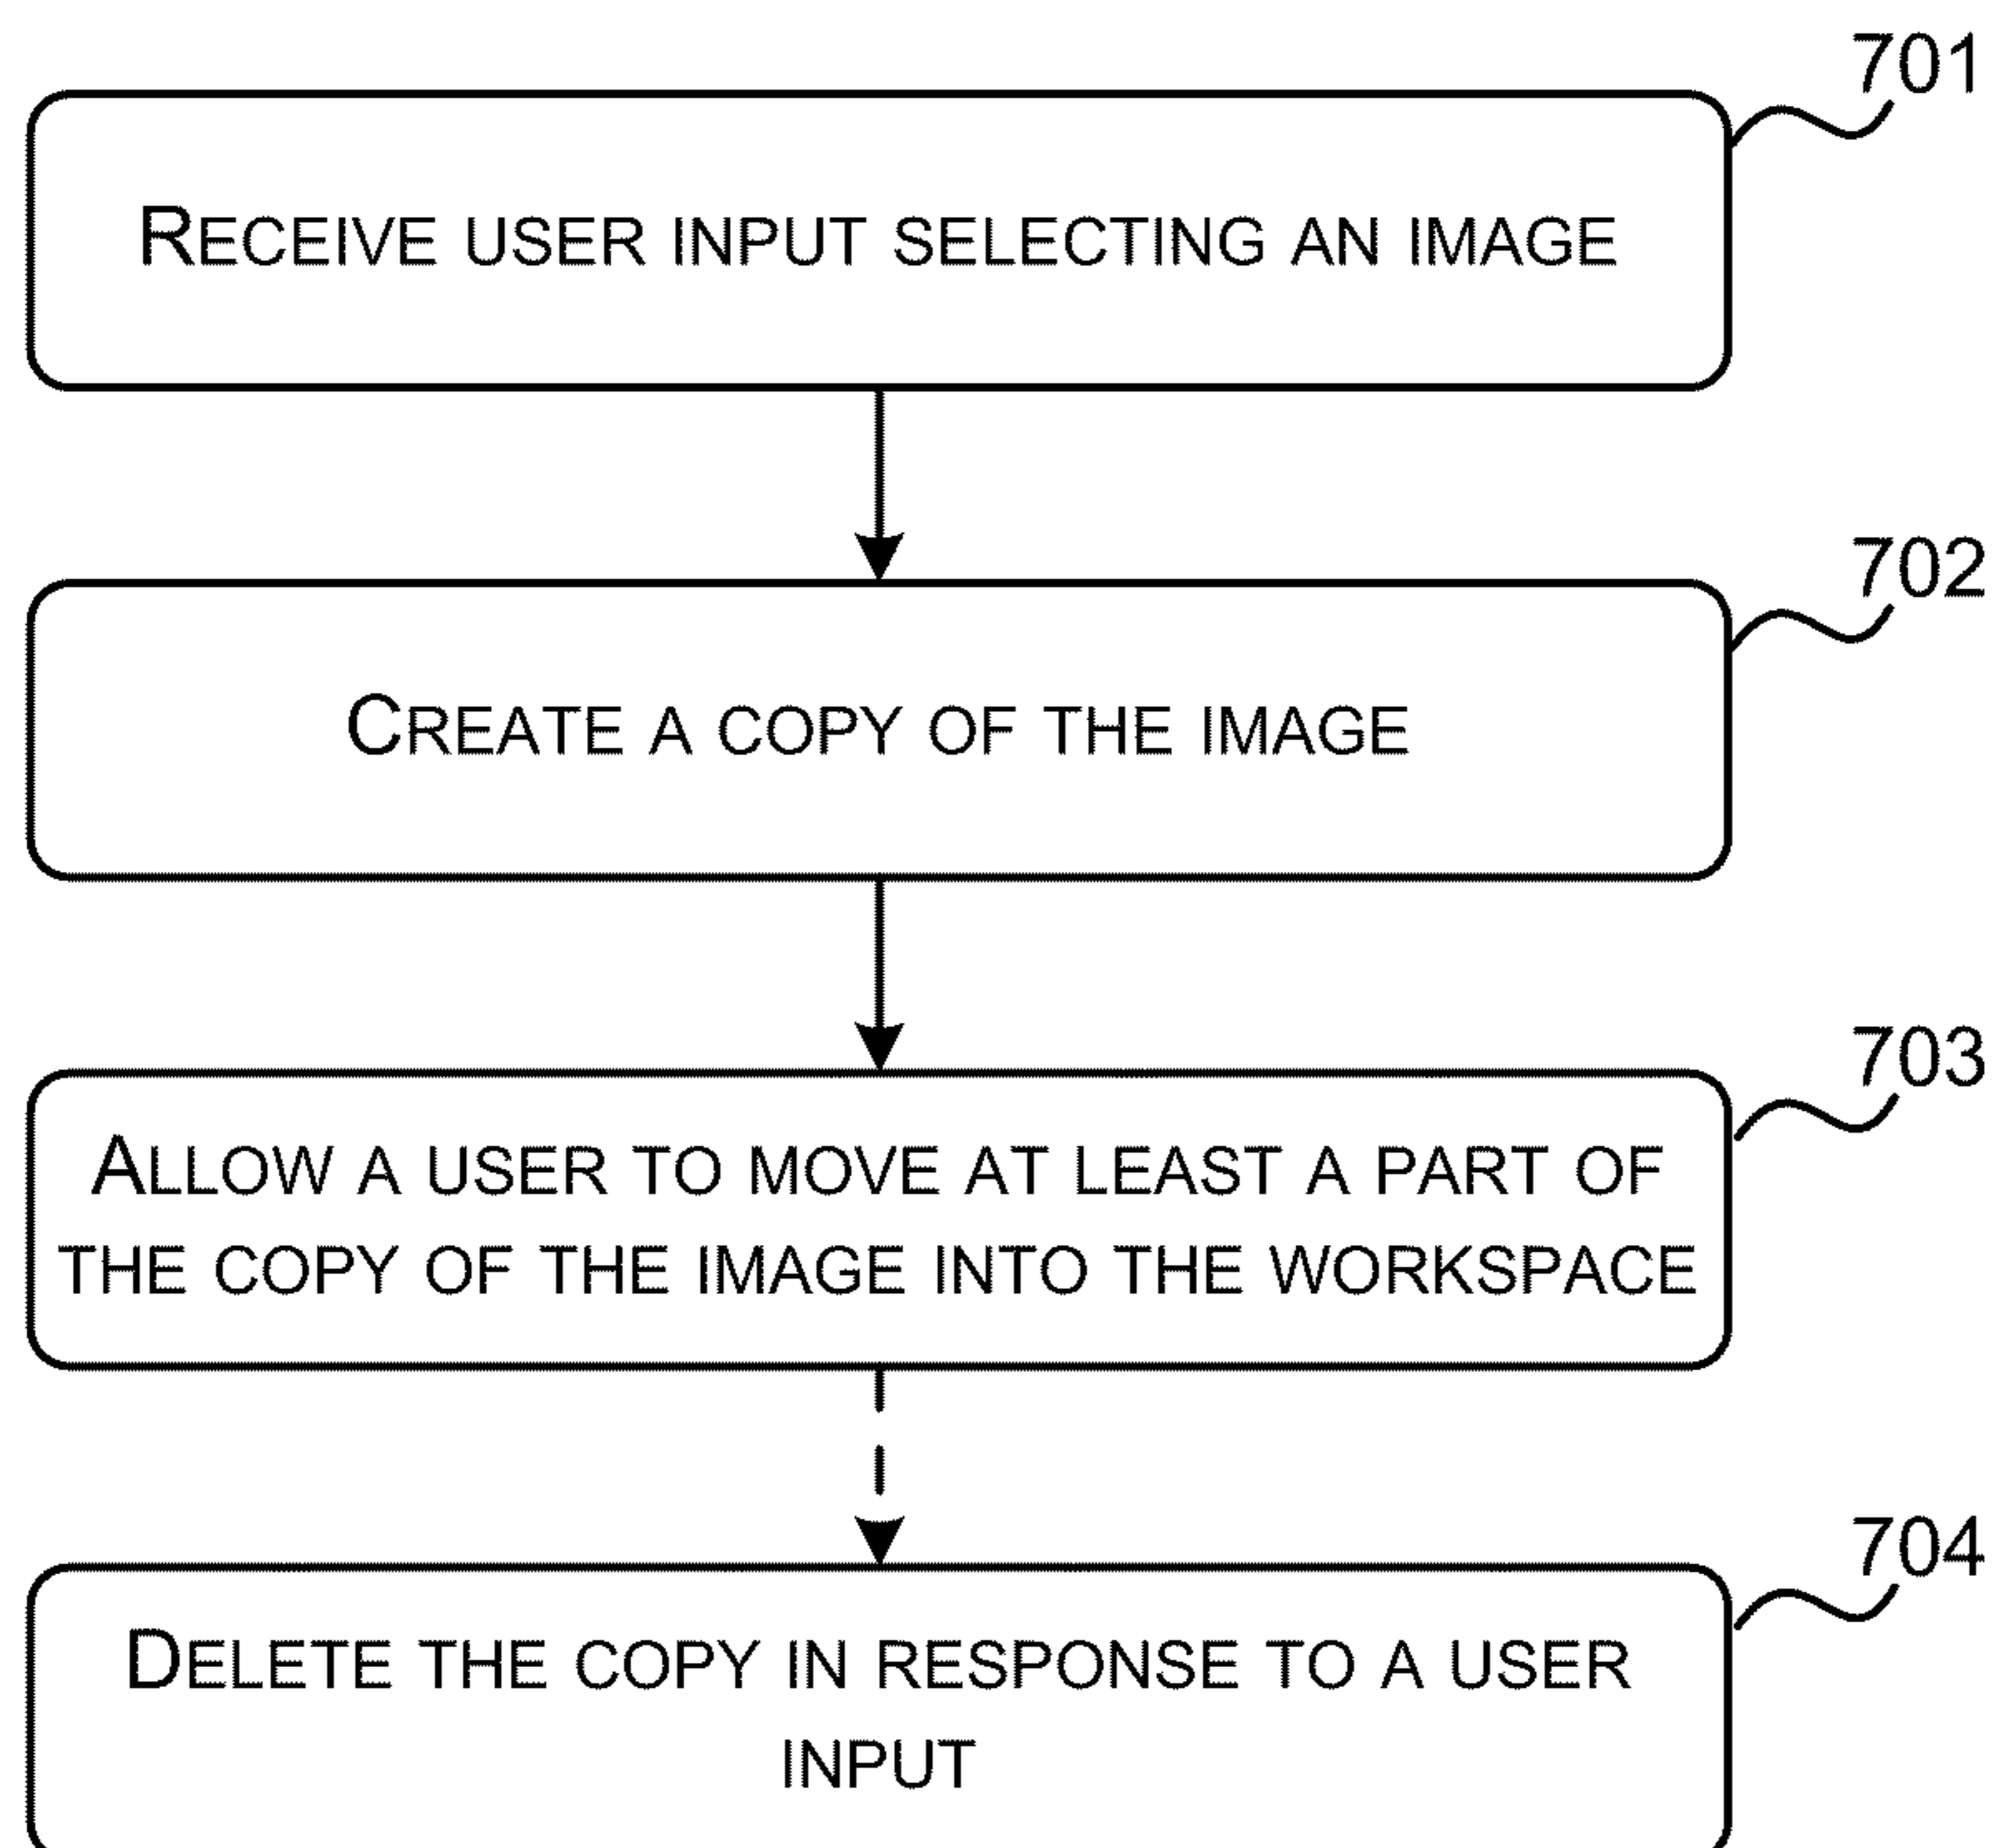 701
RECEIVE USER INPUT SELECTING AN IMAGE
702
CREATE A COPY OF THE IMAGE
703
ALLOW A USER TO MOVE AT LEAST A PART OF
THE COPY OF THE IMAGE INTO THE WORKSPACE
704
DELETE THE COPY IN RESPONSE TO A USER
INPUT